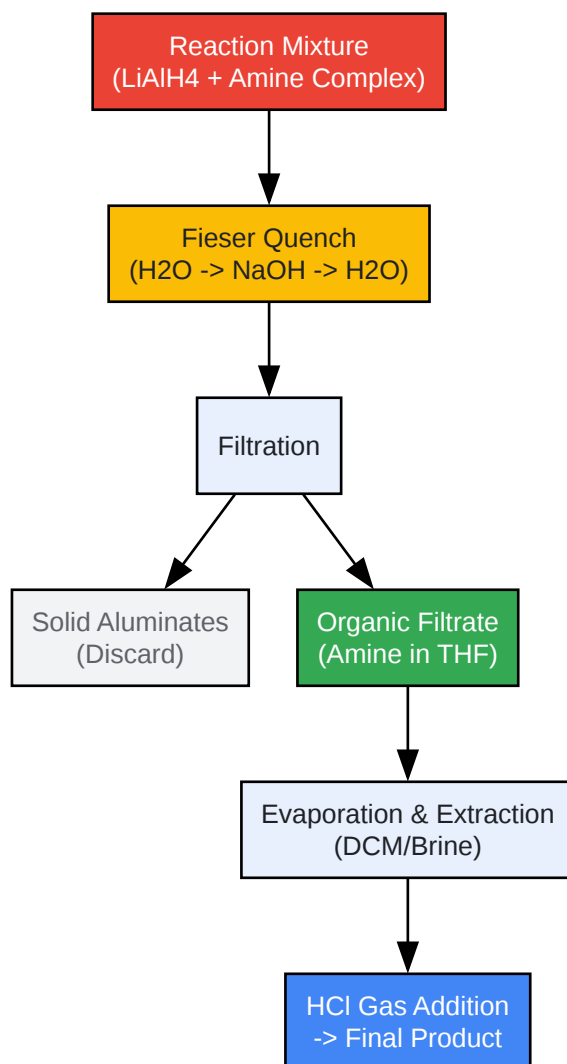 Reaction Mixture
(LiAlH4 + Amine Complex)
Fieser Quench
(H2O -> NaOH -> H2O)
Filtration
Solid Aluminates
(Discard)
Organic Filtrate
(Amine in THF)
Evaporation & Extraction
(DCM/Brine)
HCl Gas Addition
-> Final Product